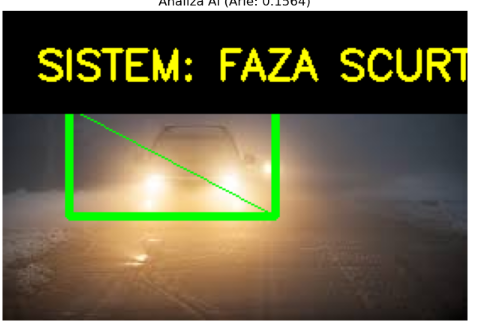 Analiza AI (Arie: 0.1564)
SISTEM: FAZA SCURT